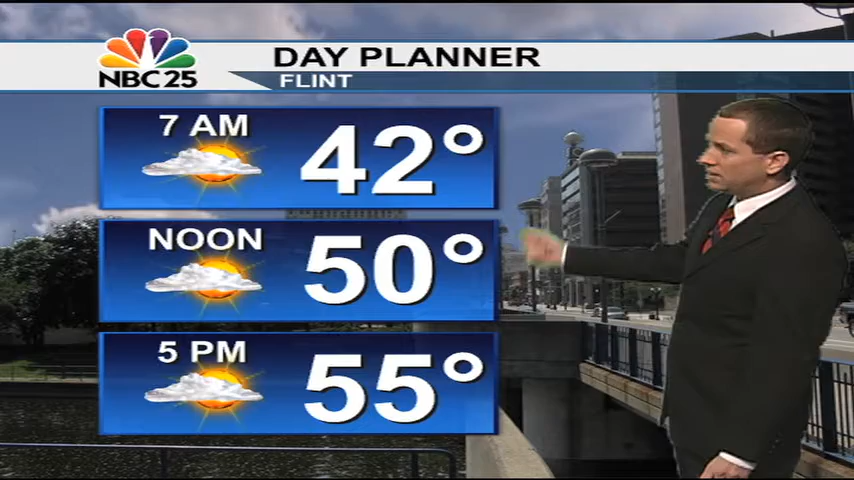 NBC 25
DAY PLANNER
FLINT
7 AM
42°
NOON
50°
5 PM
55°